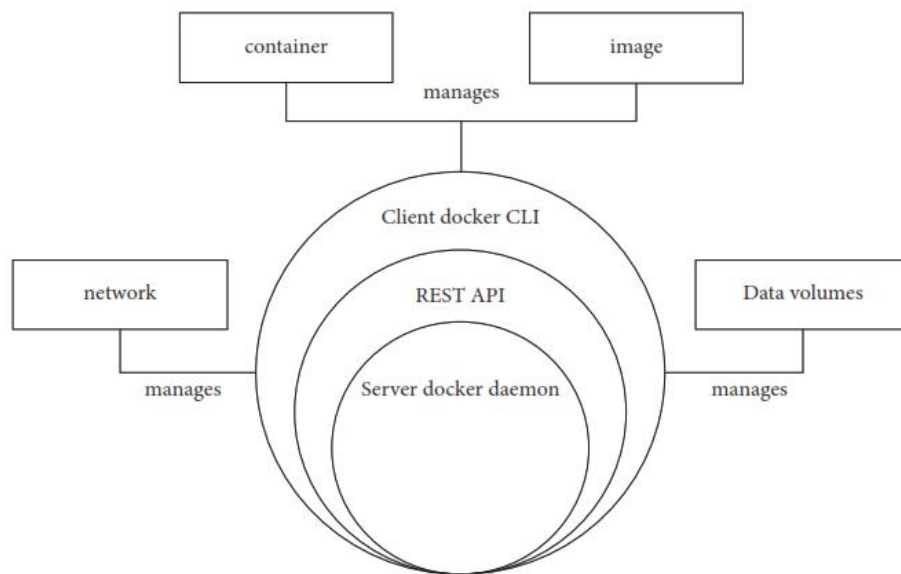 container
image
manages
Client docker CLI
network
REST API
Data volumes
Server docker daemon
manages
manages